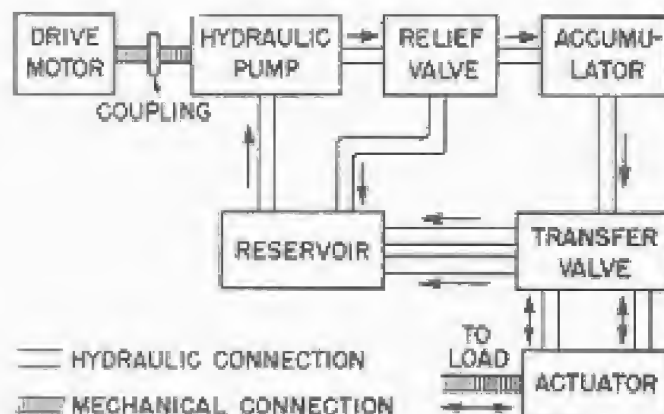 DRIVE
MOTOR
HYDRAULIC
PUMP
RELIEF
VALVE
ACCUMU-
LATOR
COUPLING
RESERVOIR
TRANSFER
VALVE
TO
LOAD
ACTUATOR
HYDRAULIC CONNECTION
MECHANICAL CONNECTION